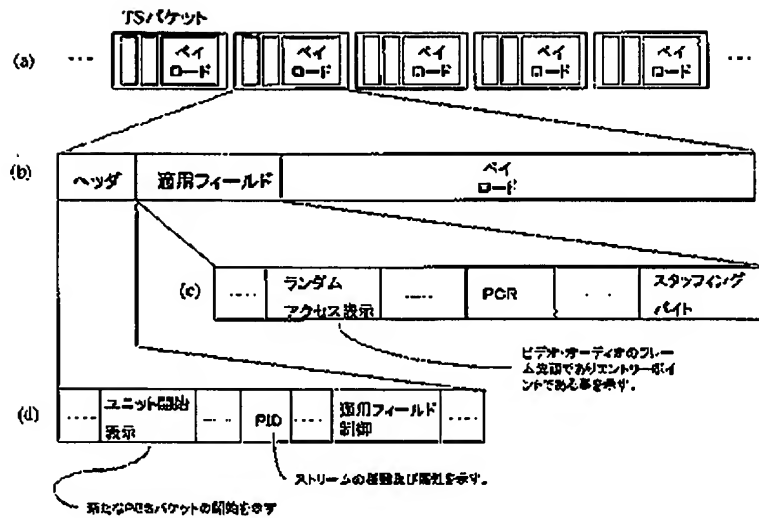 TSパケット
(a) ‥‥ ペイロード ペイロード ペイロード ペイロード ペイロード ‥‥
(b) ヘッダ 適用フィールド ペイロード
(c) ‥‥ ランダムアクセス表示 ‥‥ PCR ‥‥ スタッフィングバイト
ビデオ・オーディオのフレー
ム先頭でありエントリーポイ
ントである事を示す。
(d) ‥‥ ユニット開始表示 ‥‥ PID ‥‥ 適用フィールド制御 ‥‥
ストリームの種類及び属性を示す。
新たなPESパケットの開始を示す